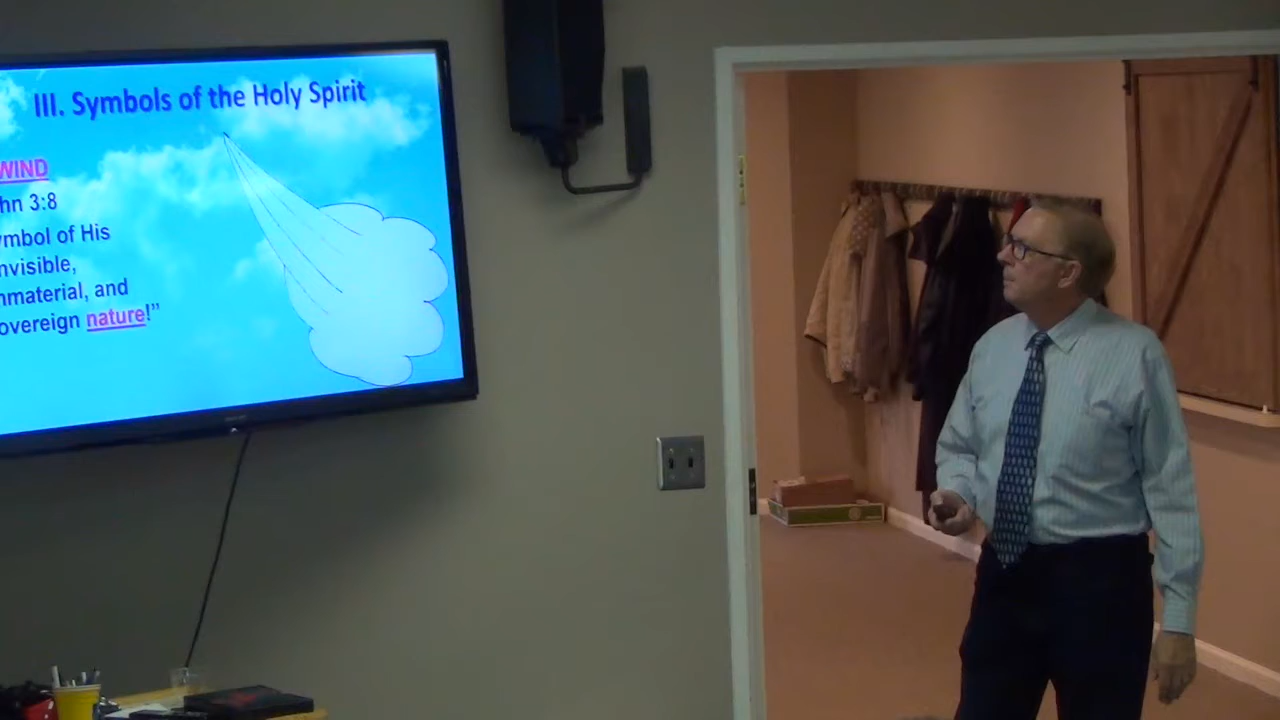 III. Symbols of the Holy Spirit
WIND
hn 3:8
ymbol of His
nvisible,
mmaterial, and
overeign nature!”